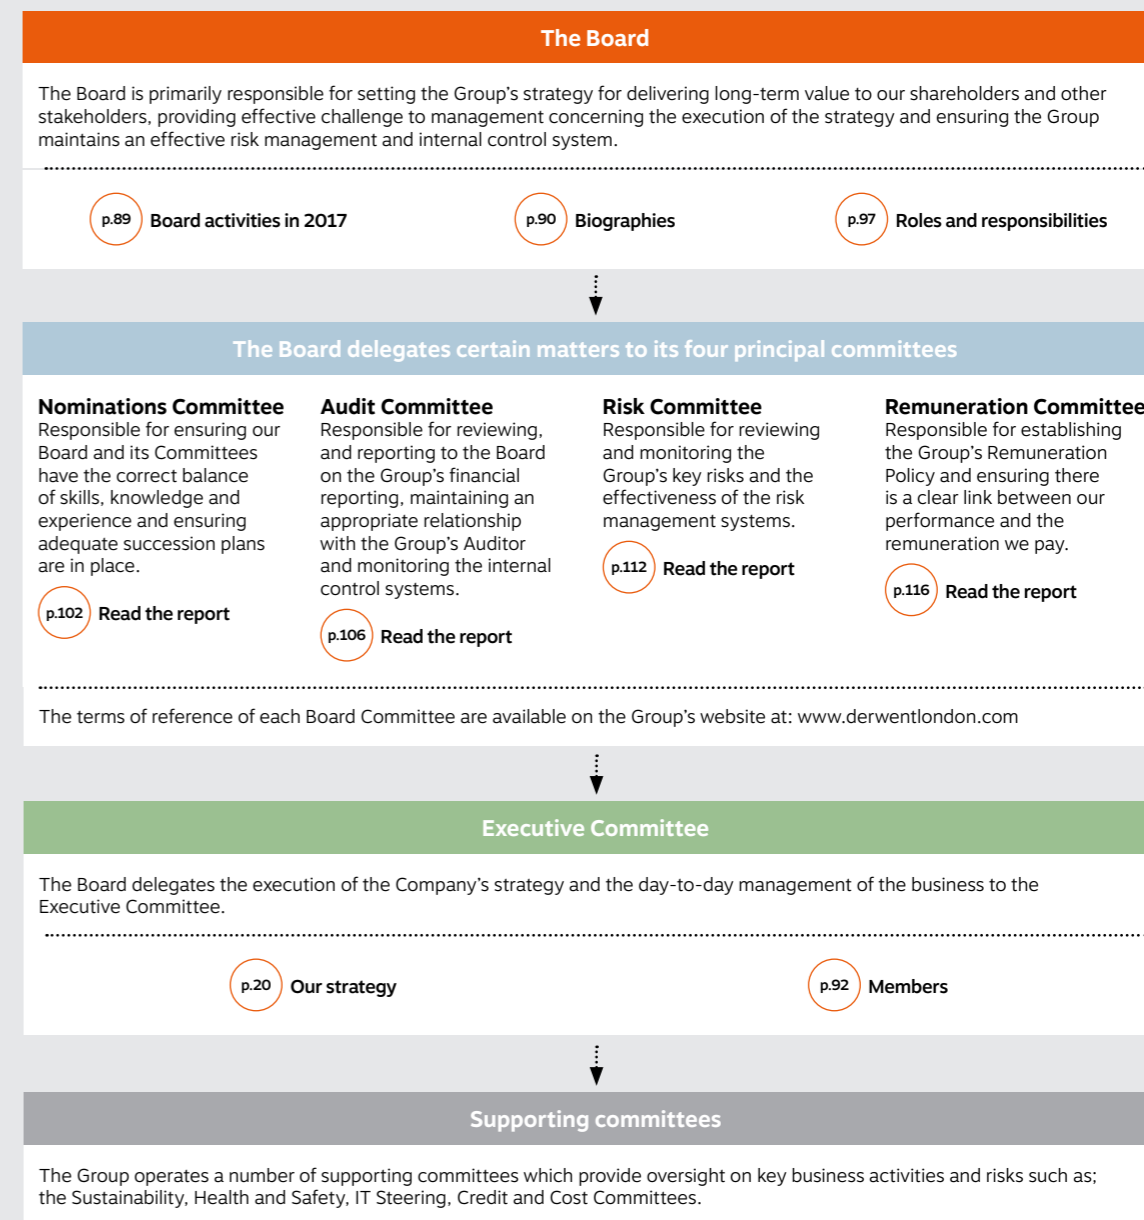 The Board
The Board is primarily responsible for setting the Group's strategy for delivering long-term value to our shareholders and other
stakeholders, providing effective challenge to management concerning the execution of the strategy and ensuring the Group
maintains an effective risk management and internal control system.
p.89 Board activities in 2017
p.90 Biographies
p.97 Roles and responsibilities
The Board delegates certain matters to its four principal committees
Nominations Committee
Responsible for ensuring our
Board and its Committees
have the correct balance
of skills, knowledge and
experience and ensuring
adequate succession plans
are in place.
p.102 Read the report
Audit Committee
Responsible for reviewing,
and reporting to the Board
on the Group's financial
reporting, maintaining an
appropriate relationship
with the Group's Auditor
and monitoring the internal
control systems.
p.106 Read the report
Risk Committee
Responsible for reviewing
and monitoring the
Group's key risks and the
effectiveness of the risk
management systems.
p.112 Read the report
Remuneration Committee
Responsible for establishing
the Group's Remuneration
Policy and ensuring there
is a clear link between our
performance and the
remuneration we pay.
p.116 Read the report
The terms of reference of each Board Committee are available on the Group's website at: www.derwentlondon.com
Executive Committee
The Board delegates the execution of the Company's strategy and the day-to-day management of the business to the
Executive Committee.
p.20 Our strategy
p.92 Members
Supporting committees
The Group operates a number of supporting committees which provide oversight on key business activities and risks such as;
the Sustainability, Health and Safety, IT Steering, Credit and Cost Committees.